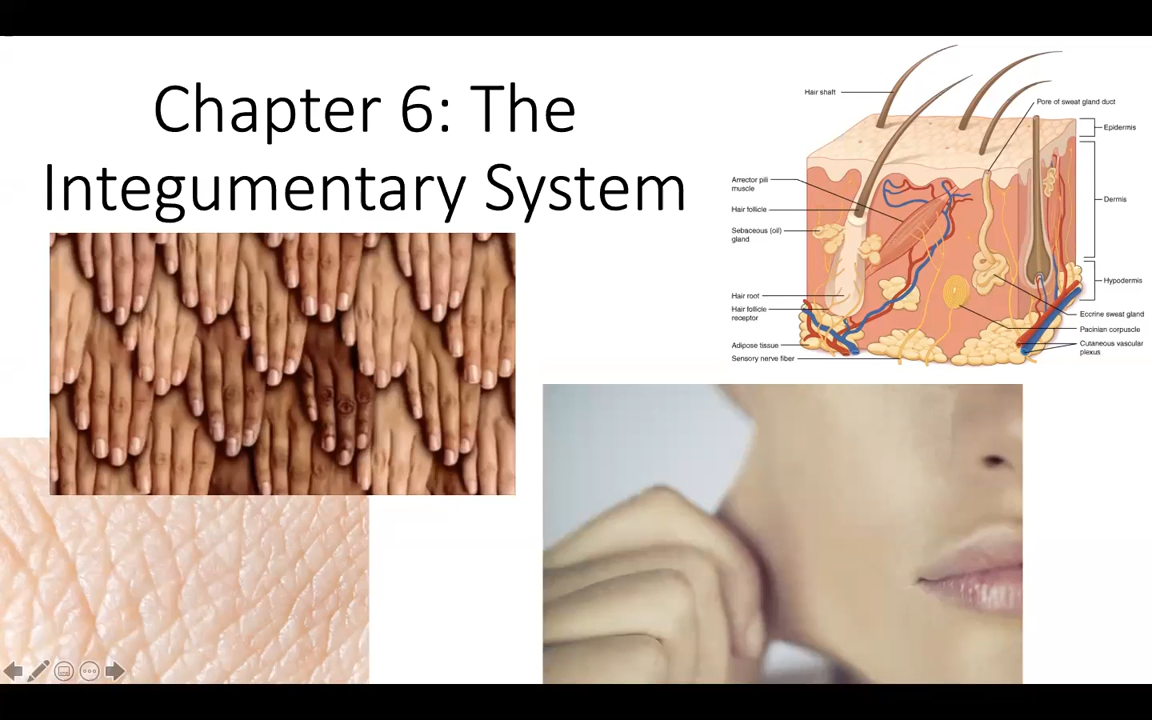 Chapter 6: The
Integumentary System
Hair shaft
Pore of sweat gland duct
Epidermis
Arrector pili
muscle
Dermis
Hair follicle
Sebaceous (oil)
gland
Hypodermis
Hair root
Hair follicle
receptor
Eccrine sweat gland
Pacinian corpuscle
Adipose tissue
Cutaneous vascular
plexus
Sensory nerve fiber